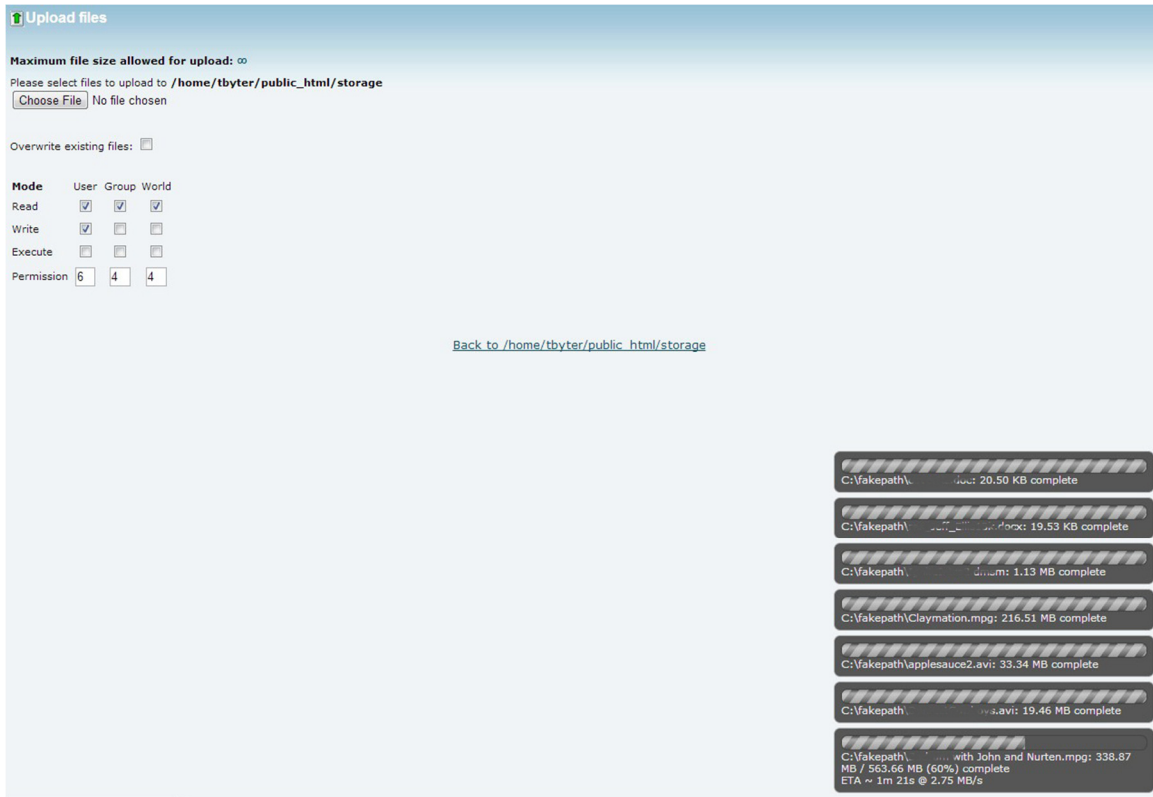 Upload files
Maximum file size allowed for upload: ∞
Please select files to upload to /home/tbyter/public_html/storage
Choose File No file chosen
Overwrite existing files:
Mode User Group World
Read
Write
Execute
Permission 6 4 4
Back to /home/tbyter/public_html/storage
C:\fakepath\ 20.50 KB complete
C:\fakepath\ 19.53 KB complete
C:\fakepath\ 1.13 MB complete
C:\fakepath\Claymation.mpg: 216.51 MB complete
C:\fakepath\applesauce2.avi: 33.34 MB complete
C:\fakepath\ 19.46 MB complete
C:\fakepath\ with John and Nurten.mpg: 338.87
MB / 563.66 MB (60%) complete
ETA ~ 1m 21s @ 2.75 MB/s